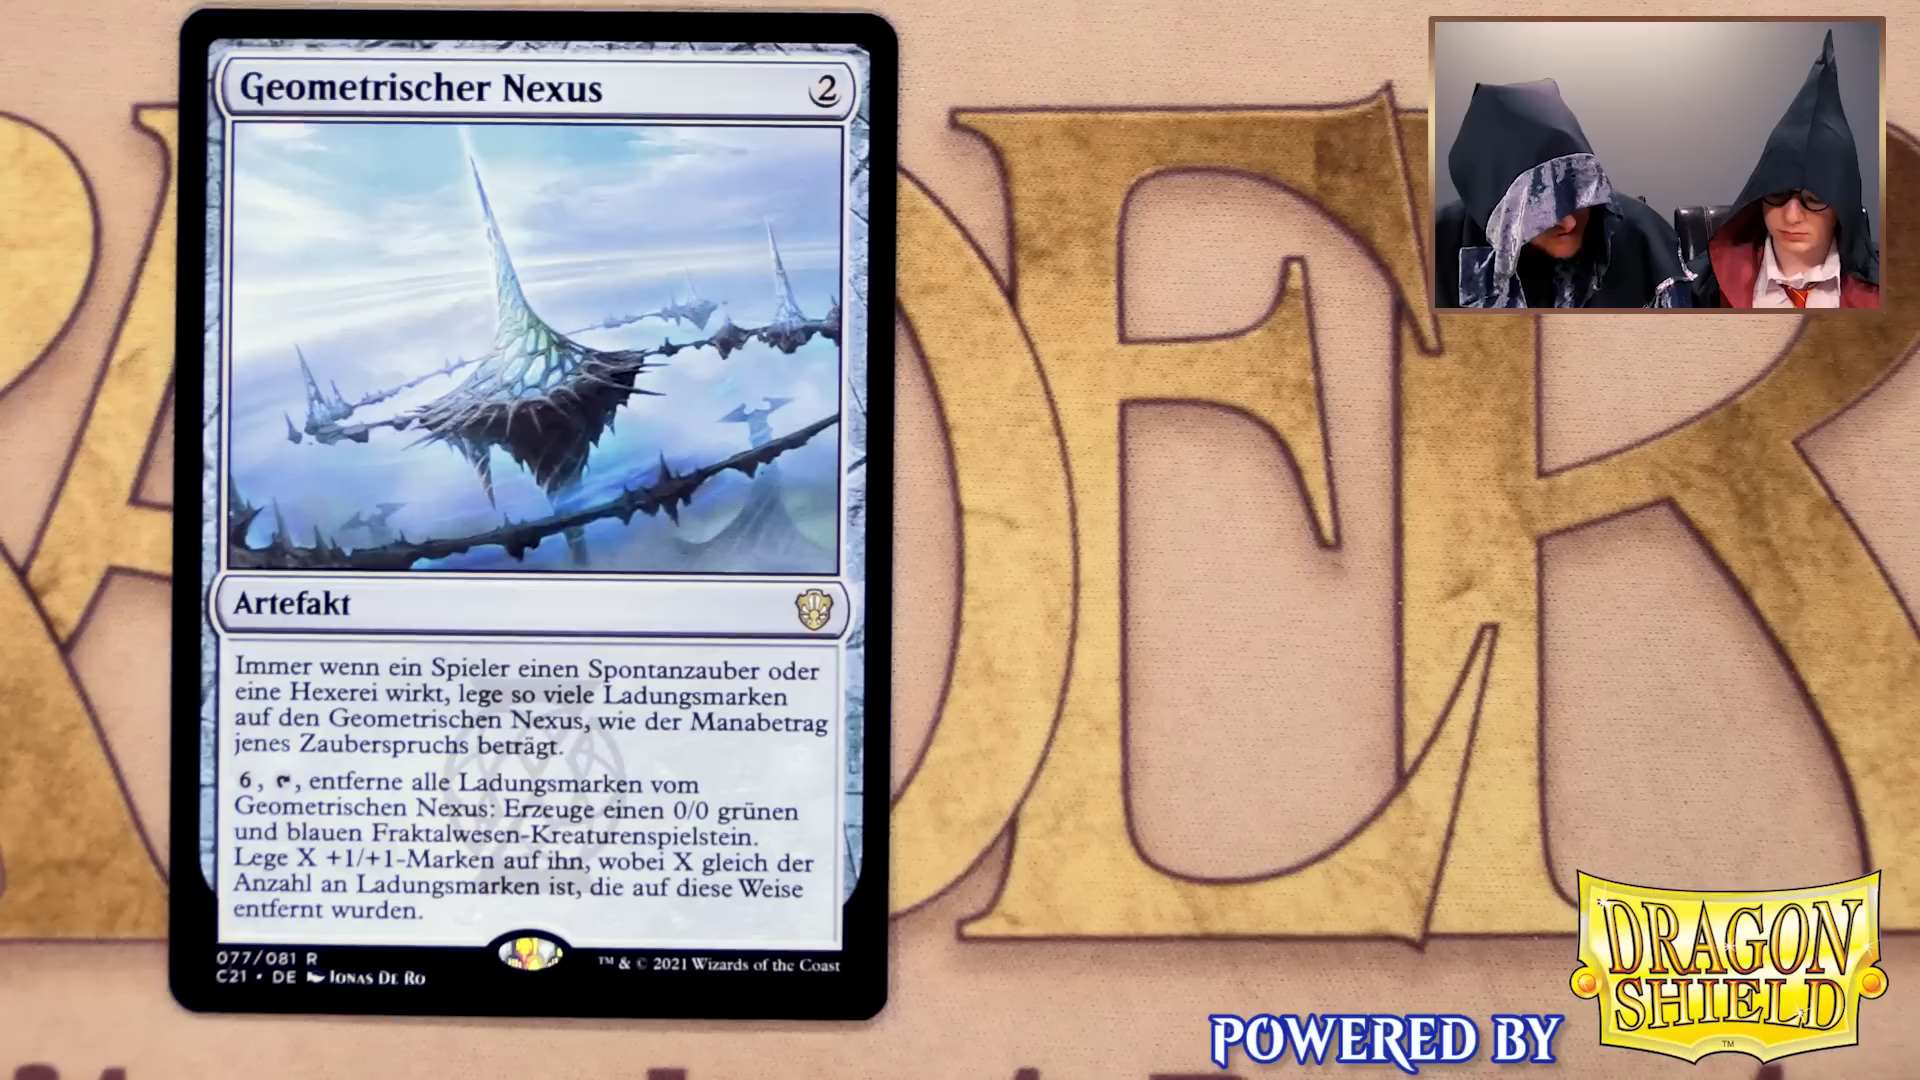 Geometrischer Nexus 2
Artefakt
Immer wenn ein Spieler einen Spontanzauber oder
eine Hexerei wirkt, lege so viele Ladungsmarken
auf den Geometrischen Nexus, wie der Manabetrag
jenes Zauberspruchs beträgt.
6, , entferne alle Ladungsmarken vom
Geometrischen Nexus: Erzeuge einen 0/0 grünen
und blauen Fraktalwesen-Kreaturenspielstein.
Lege X +1/+1-Marken auf ihn, wobei X gleich der
Anzahl an Ladungsmarken ist, die auf diese Weise
entfernt wurden.
077/081 R
C21 • DE Jonas De Ro
™ & © 2021 Wizards of the Coast
ADER
POWERED BY
DRAGON
SHIELD
TM